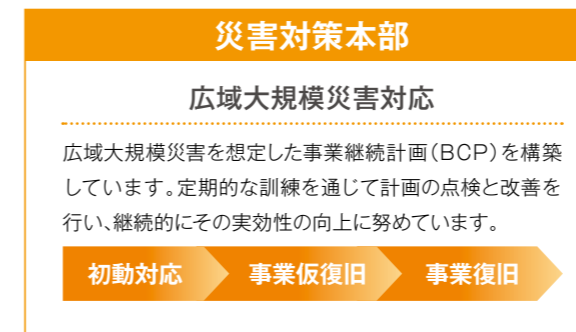 災害対策本部
広域大規模災害対応
広域大規模災害を想定した事業継続計画（BCP）を構築
しています。定期的な訓練を通じて計画の点検と改善を
行い、継続的にその実効性の向上に努めています。
初動対応 事業仮復旧 事業復旧